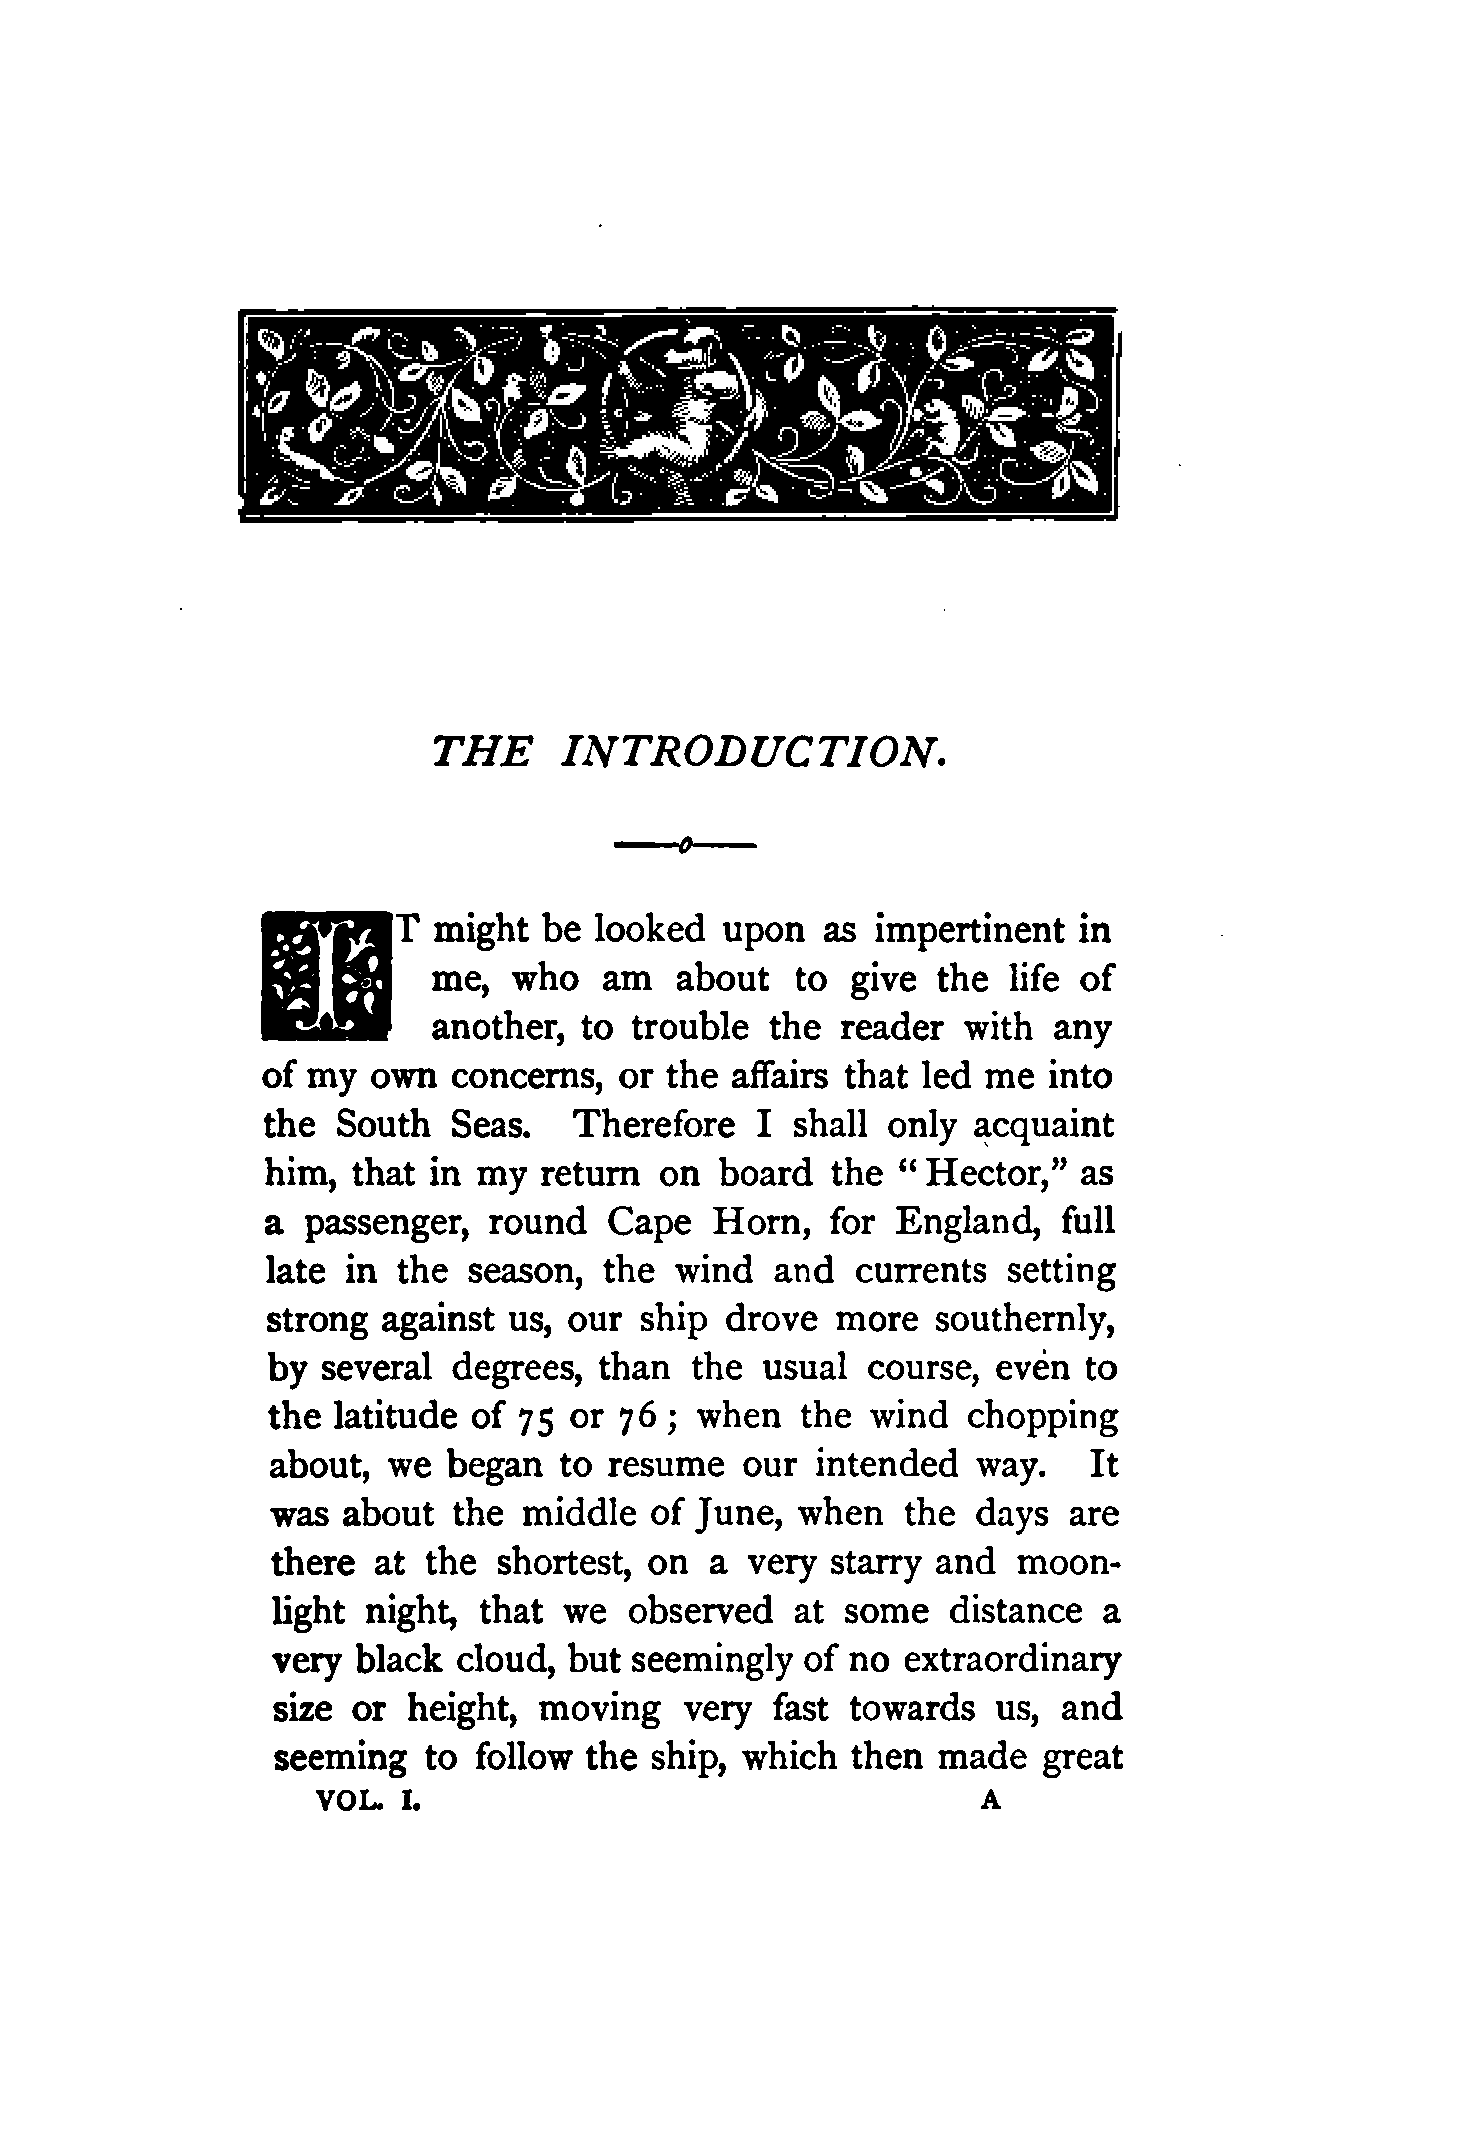 THE INTRODUCTION.
IT might be looked upon as impertinent in
me, who am about to give the life of
another, to trouble the reader with any
of my own concerns, or the affairs that led me into
the South Seas. Therefore I shall only acquaint
him, that in my return on board the “Hector,” as
a passenger, round Cape Horn, for England, full
late in the season, the wind and currents setting
strong against us, our ship drove more southernly,
by several degrees, than the usual course, even to
the latitude of 75 or 76; when the wind chopping
about, we began to resume our intended way. It
was about the middle of June, when the days are
there at the shortest, on a very starry and moon-
light night, that we observed at some distance a
very black cloud, but seemingly of no extraordinary
size or height, moving very fast towards us, and
seeming to follow the ship, which then made great
VOL. I. A